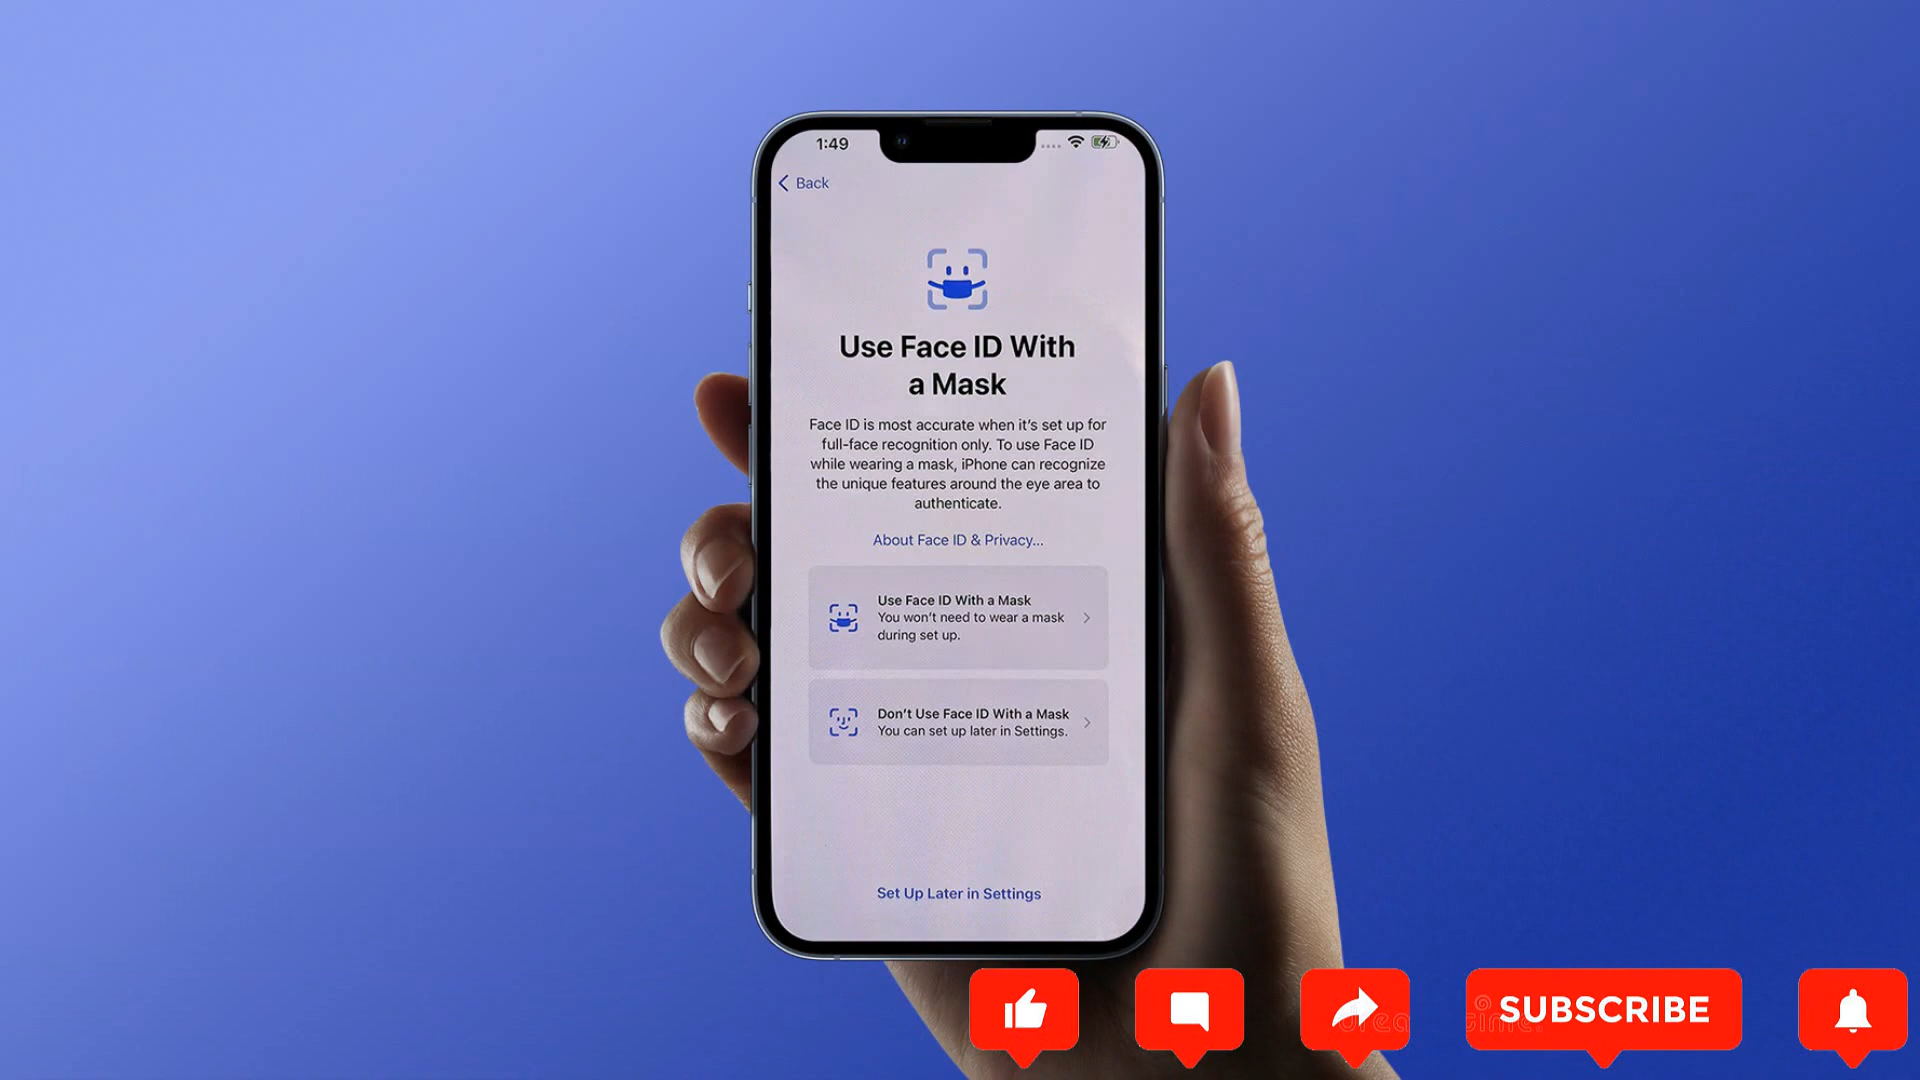 1:49
Back
Use Face ID With
a Mask
Face ID is most accurate when it's set up for
full-face recognition only. To use Face ID
while wearing a mask, iPhone can recognize
the unique features around the eye area to
authenticate.
About Face ID & Privacy...
Use Face ID With a Mask
You won't need to wear a mask
during set up.
Don't Use Face ID With a Mask
You can set up later in Settings.
Set Up Later in Settings
SUBSCRIBE